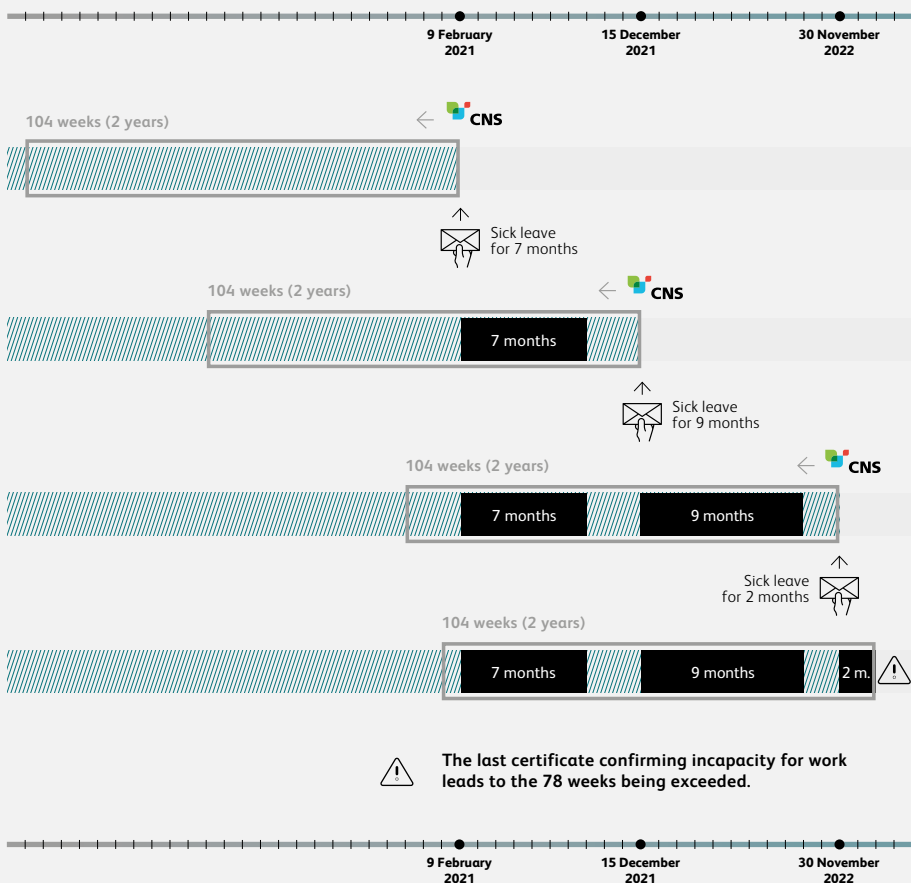 9 February
2021
15 December
2021
30 November
2022
104 weeks (2 years)
CNS
Sick leave
for 7 months
104 weeks (2 years)
CNS
7 months
Sick leave
for 9 months
104 weeks (2 years)
CNS
7 months
9 months
Sick leave
for 2 months
104 weeks (2 years)
7 months
9 months
2 m.
The last certificate confirming incapacity for work
leads to the 78 weeks being exceeded.
9 February
2021
15 December
2021
30 November
2022